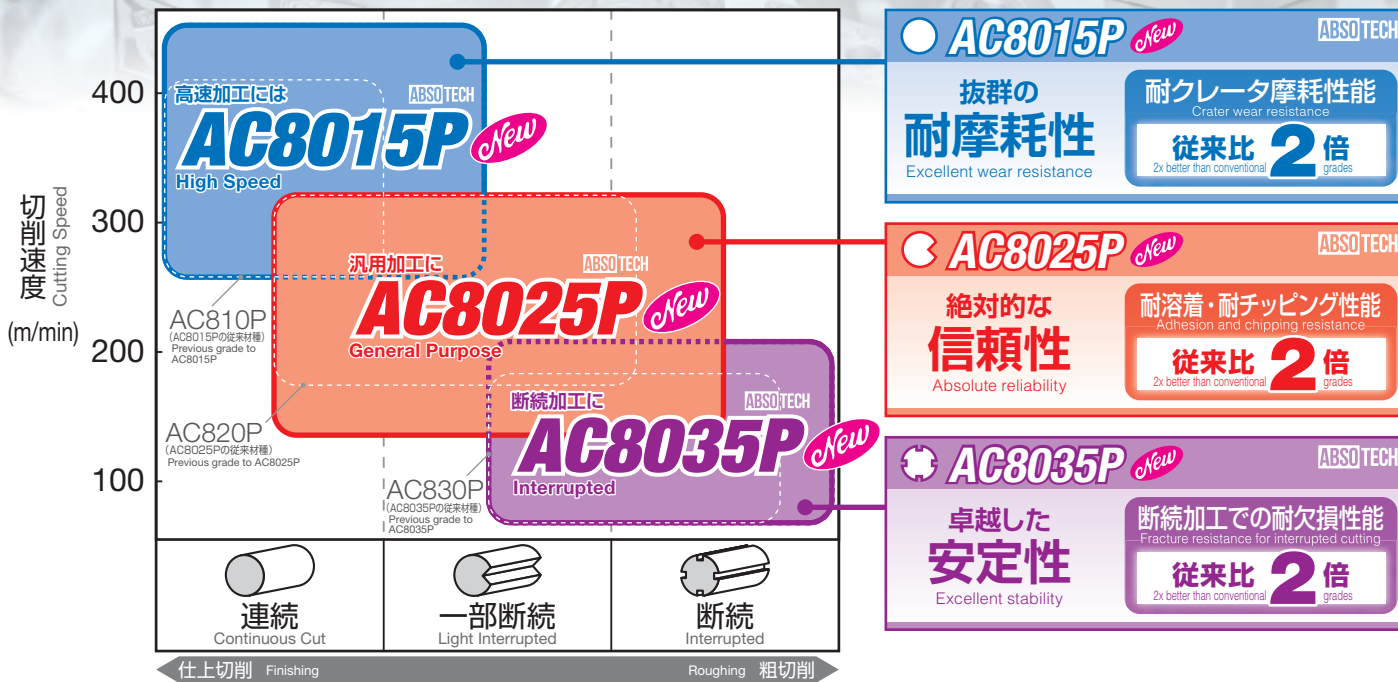 切削速度
Cutting Speed
(m/min)
400
300
200
100
高速加工には
ABSOTECH
AC8015P New
High Speed
汎用加工に
ABSOTECH
AC8025P New
General Purpose
断続加工に
ABSOTECH
AC8035P New
Interrupted
AC810P
(AC8015Pの従来材種)
Previous grade to
AC8015P
AC820P
(AC8025Pの従来材種)
Previous grade to AC8025P
AC830P
(AC8035Pの従来材種)
Previous grade to
AC8035P
連続
Continuous Cut
一部断続
Light Interrupted
断続
Interrupted
仕上切削 Finishing
Roughing 粗切削
AC8015P New
ABSOTECH
抜群の
耐摩耗性
Excellent wear resistance
耐クレータ摩耗性能
Crater wear resistance
従来比2倍
2x better than conventional grades
AC8025P New
ABSOTECH
絶対的な
信頼性
Absolute reliability
耐溶着・耐チッピング性能
Adhesion and chipping resistance
従来比2倍
2x better than conventional grades
AC8035P New
ABSOTECH
卓越した
安定性
Excellent stability
断続加工での耐欠損性能
Fracture resistance for interrupted cutting
従来比2倍
2x better than conventional grades